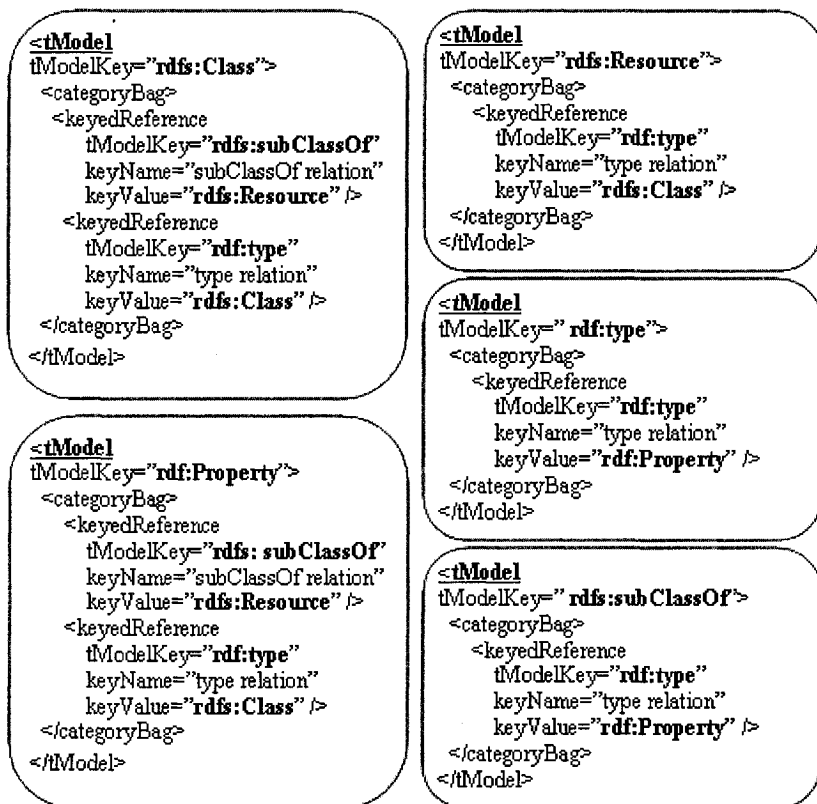 <tModel
tModelKey="rdfs:Class">
<categoryBag>
<keyedReference
tModelKey="rdfs:subClassOf"
keyName="subClassOf relation"
keyValue="rdfs:Resource" />
<keyedReference
tModelKey="rdf:type"
keyName="type relation"
keyValue="rdfs:Class" />
</categoryBag>
</tModel>
<tModel
tModelKey="rdf:Property">
<categoryBag>
<keyedReference
tModelKey="rdfs: subClassOf"
keyName="subClassOf relation"
keyValue="rdfs:Resource" />
<keyedReference
tModelKey="rdf:type"
keyName="type relation"
keyValue="rdfs:Class" />
</categoryBag>
</tModel>
<tModel
tModelKey="rdfs:Resource">
<categoryBag>
<keyedReference
tModelKey="rdf:type"
keyName="type relation"
keyValue="rdfs:Class" />
</categoryBag>
</tModel>
<tModel
tModelKey=" rdf:type">
<categoryBag>
<keyedReference
tModelKey="rdf:type"
keyName="type relation"
keyValue="rdf:Property" />
</categoryBag>
</tModel>
<tModel
tModelKey=" rdfs:subClassOf">
<categoryBag>
<keyedReference
tModelKey="rdf:type"
keyName="type relation"
keyValue="rdf:Property" />
</categoryBag>
</tModel>